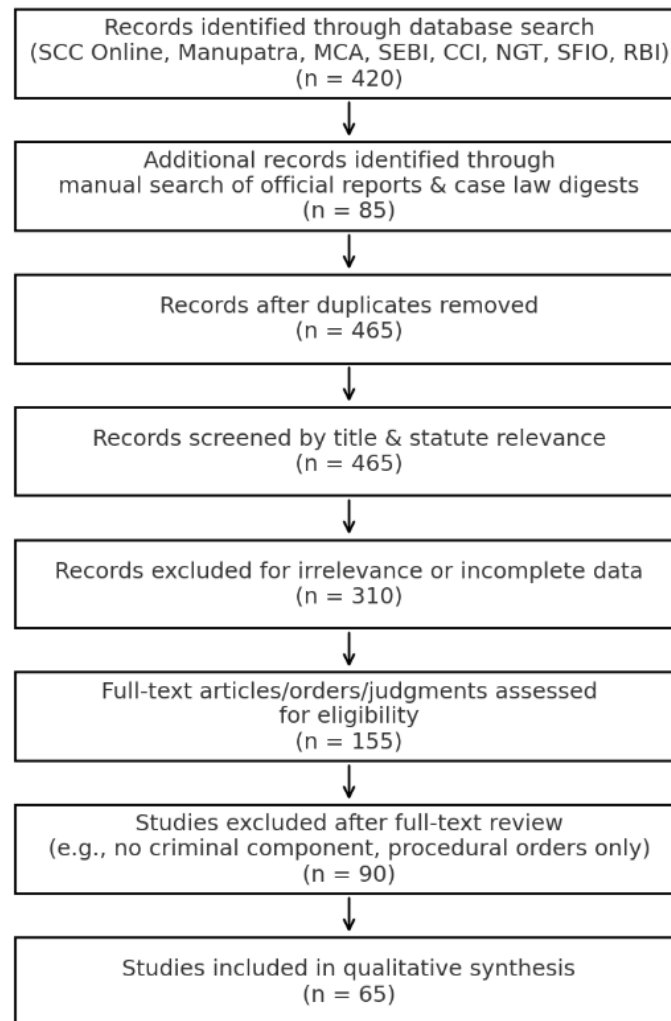 Records identified through database search
(SCC Online, Manupatra, MCA, SEBI, CCI, NGT, SFIO, RBI)
(n = 420)
Additional records identified through
manual search of official reports & case law digests
(n = 85)
Records after duplicates removed
(n = 465)
Records screened by title & statute relevance
(n = 465)
Records excluded for irrelevance or incomplete data
(n = 310)
Full-text articles/orders/judgments assessed
for eligibility
(n = 155)
Studies excluded after full-text review
(e.g., no criminal component, procedural orders only)
(n = 90)
Studies included in qualitative synthesis
(n = 65)